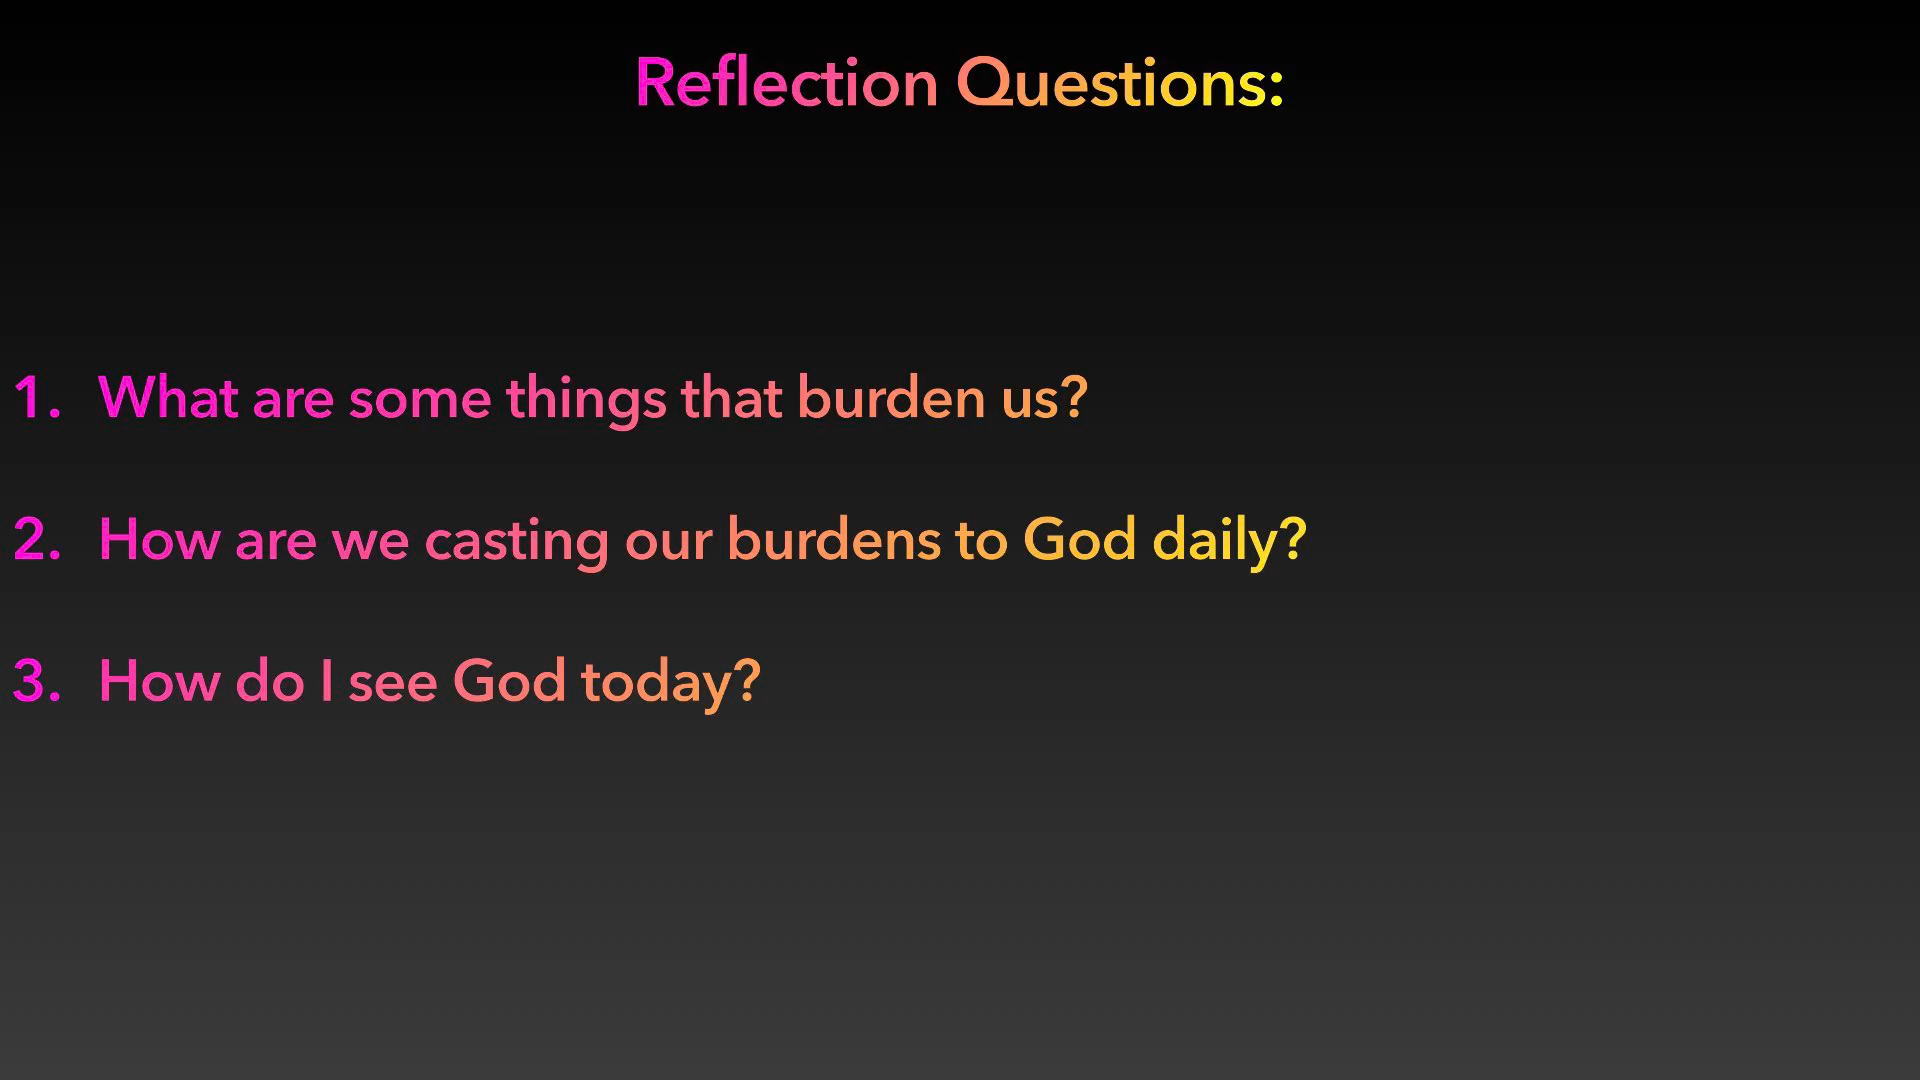 Reflection Questions:
1. What are some things that burden us?
2. How are we casting our burdens to God daily?
3. How do I see God today?